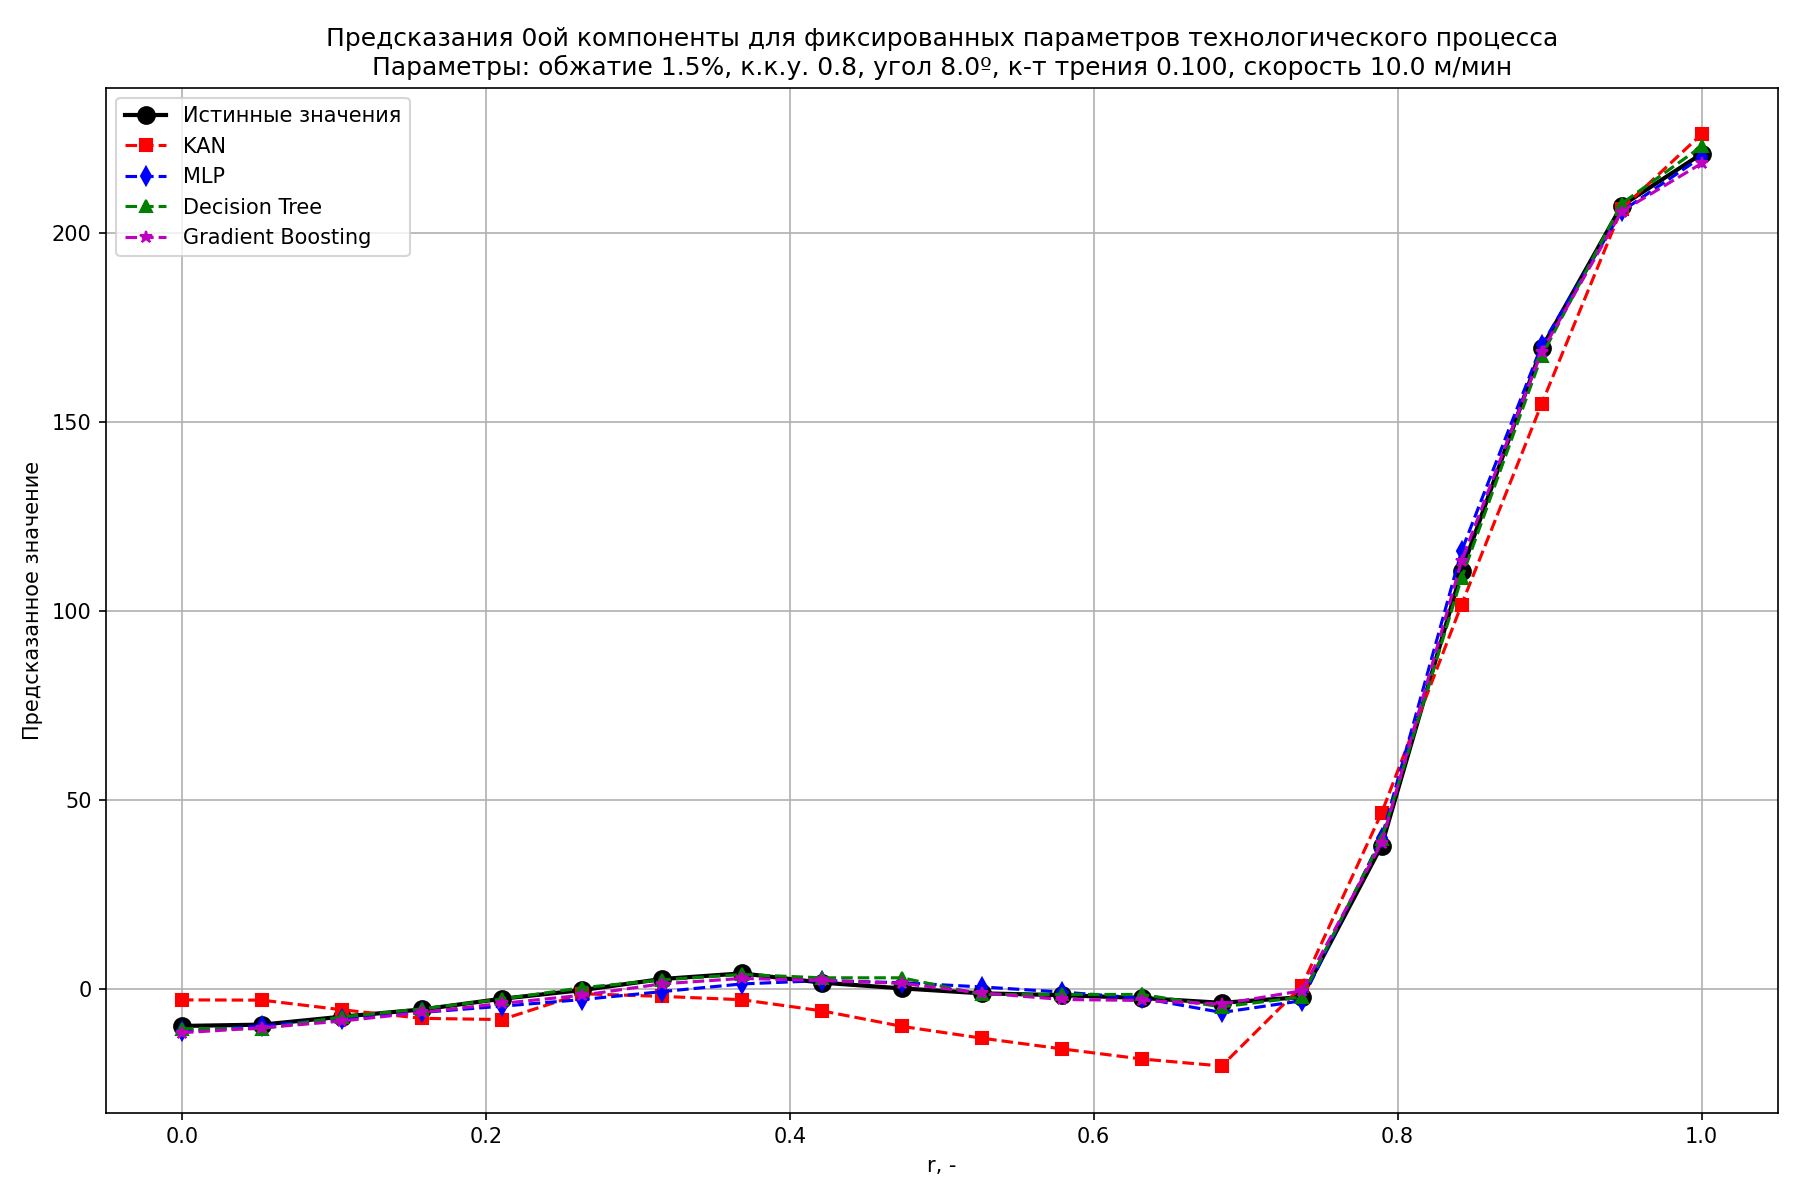 Предсказания 0ой компоненты для фиксированных параметров технологического процесса
Параметры: обжатие 1.5%, к.к.у. 0.8, угол 8.0º, к-т трения 0.100, скорость 10.0 м/мин
Истинные значения
KAN
MLP
Decision Tree
Gradient Boosting
Предсказанное значение
200
150
100
50
0
0.0
0.2
0.4
0.6
0.8
1.0
r, -